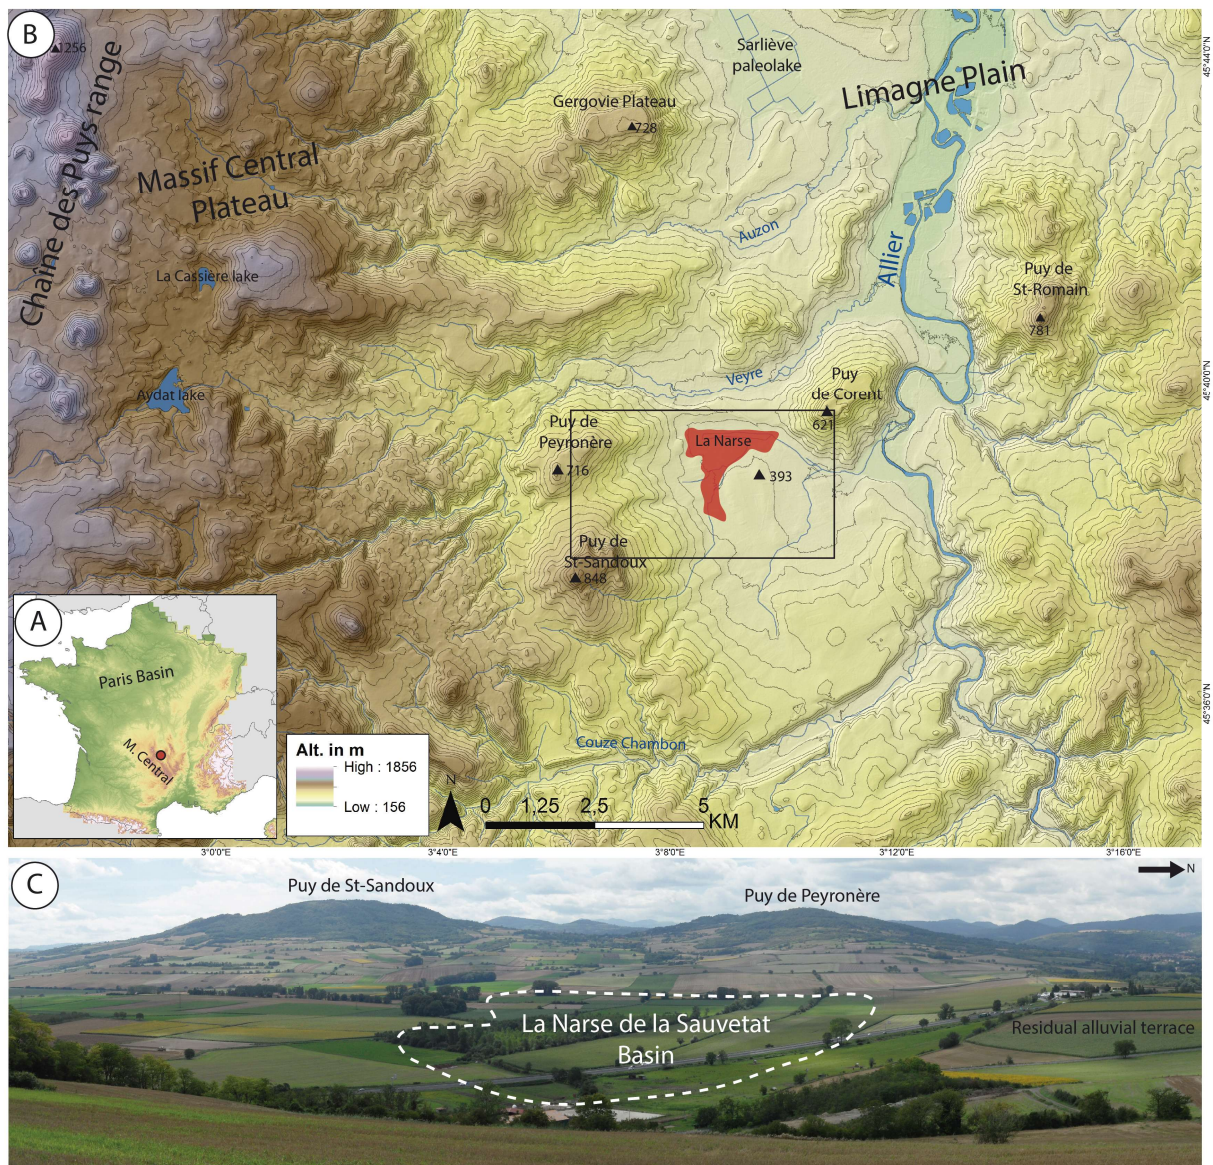 B
1256
Chaîne des Puys range
Massif Central
Plateau
Sarliève
paleolake
Limagne Plain
Gergovie Plateau
728
45°44'0"N
Auzon
Allier
La Cassière lake
Puy de
St-Romain
781
Aydat lake
Veyre
Puy
de Corent
621
45°40'0"N
Puy de
Peyronère
716
La Narse
393
Puy de
St-Sandoux
848
A
Paris Basin
M. Central
45°36'0"N
Alt. in m
High : 1856
Low : 156
Couze Chambon
N
0 1,25 2,5 5
KM
3°0'0"E 3°4'0"E 3°8'0"E 3°12'0"E 3°16'0"E
C
N
Puy de St-Sandoux
Puy de Peyronère
La Narse de la Sauvetat
Basin
Residual alluvial terrace